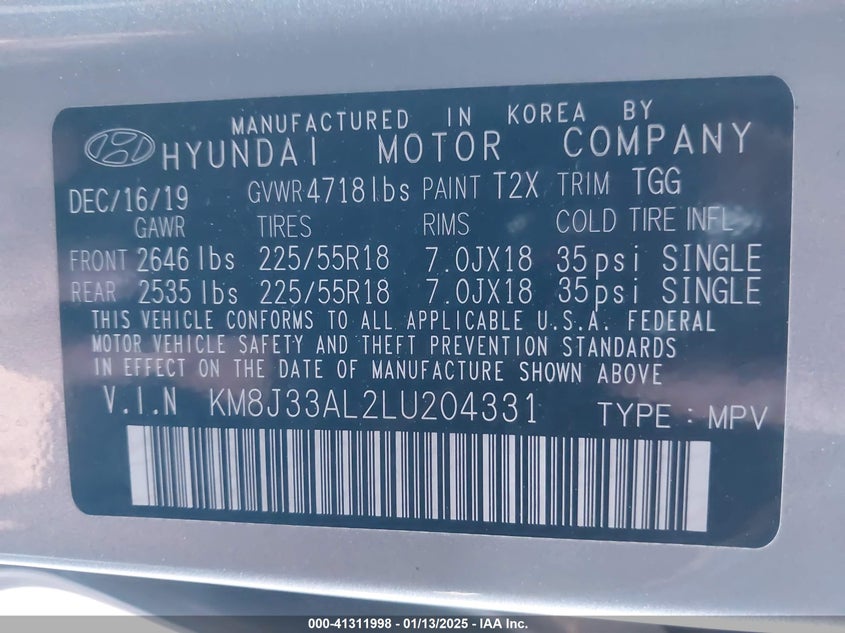 MANUFACTURED IN KOREA BY
HYUNDAI MOTOR COMPANY
DEC/16/19 GVWR 4718lbs PAINT T2X TRIM TGG
GAWR TIRES RIMS COLD TIRE INFL
FRONT 2646 lbs 225/55R18 7.0JX18 35psi SINGLE
REAR 2535 lbs 225/55R18 7.0JX18 35psi SINGLE
THIS VEHICLE CONFORMS TO ALL APPLICABLE U.S.A. FEDERAL
MOTOR VEHICLE SAFETY AND THEFT PREVENTION STANDARDS
IN EFFECT ON THE DATE OF MANUFACTURE SHOWN ABOVE
V.I.N KM8J33AL2LU204331 TYPE : MPV
000-41311998 - 01/13/2025 - IAA Inc.